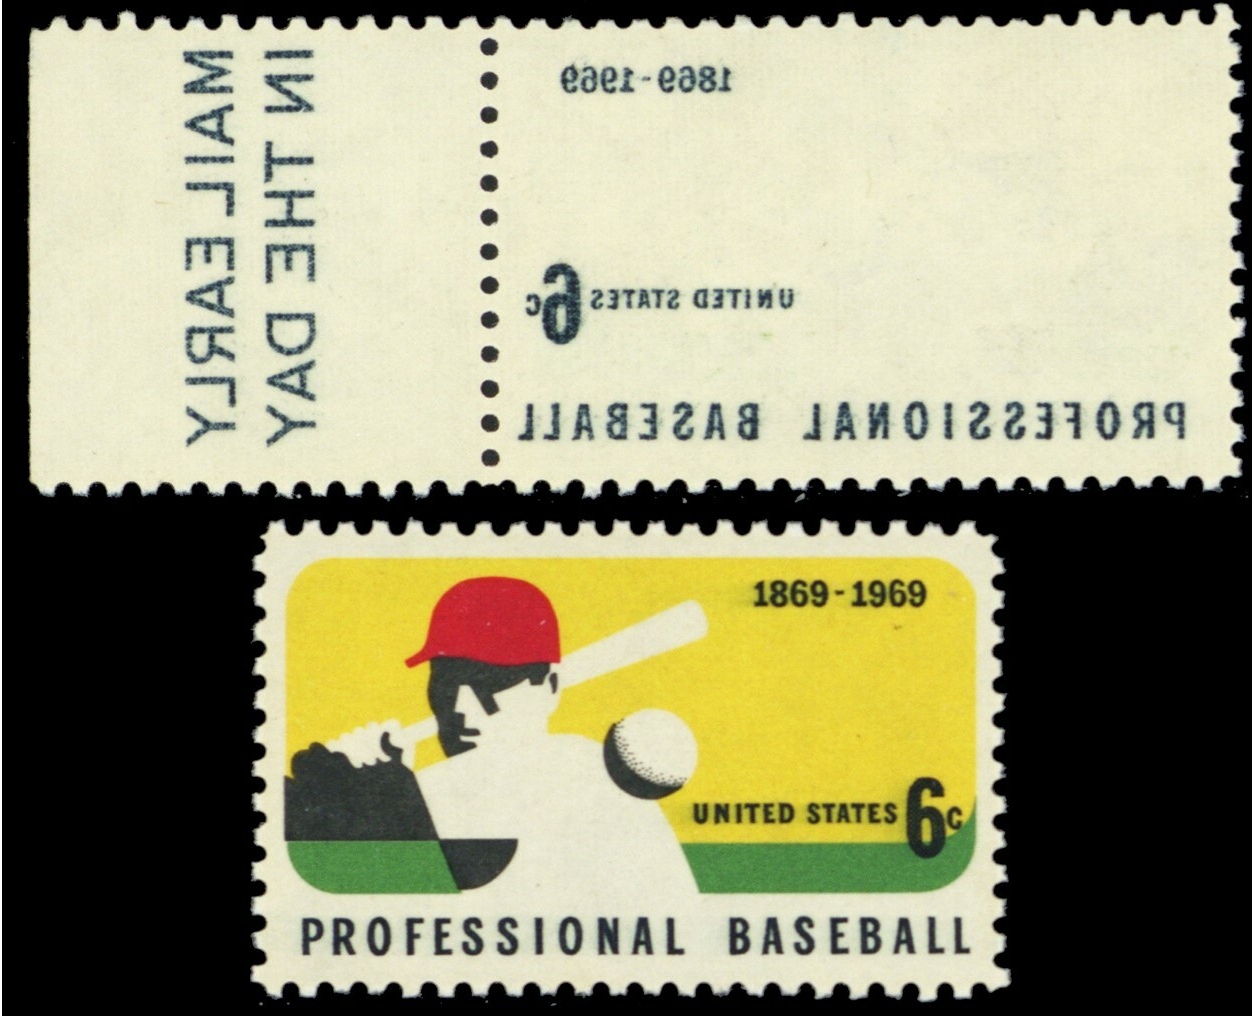 MAIL EARLY
IN THE DAY
1869-1969
UNITED STATES 6c
PROFESSIONAL BASEBALL
1869-1969
UNITED STATES 6c
PROFESSIONAL BASEBALL